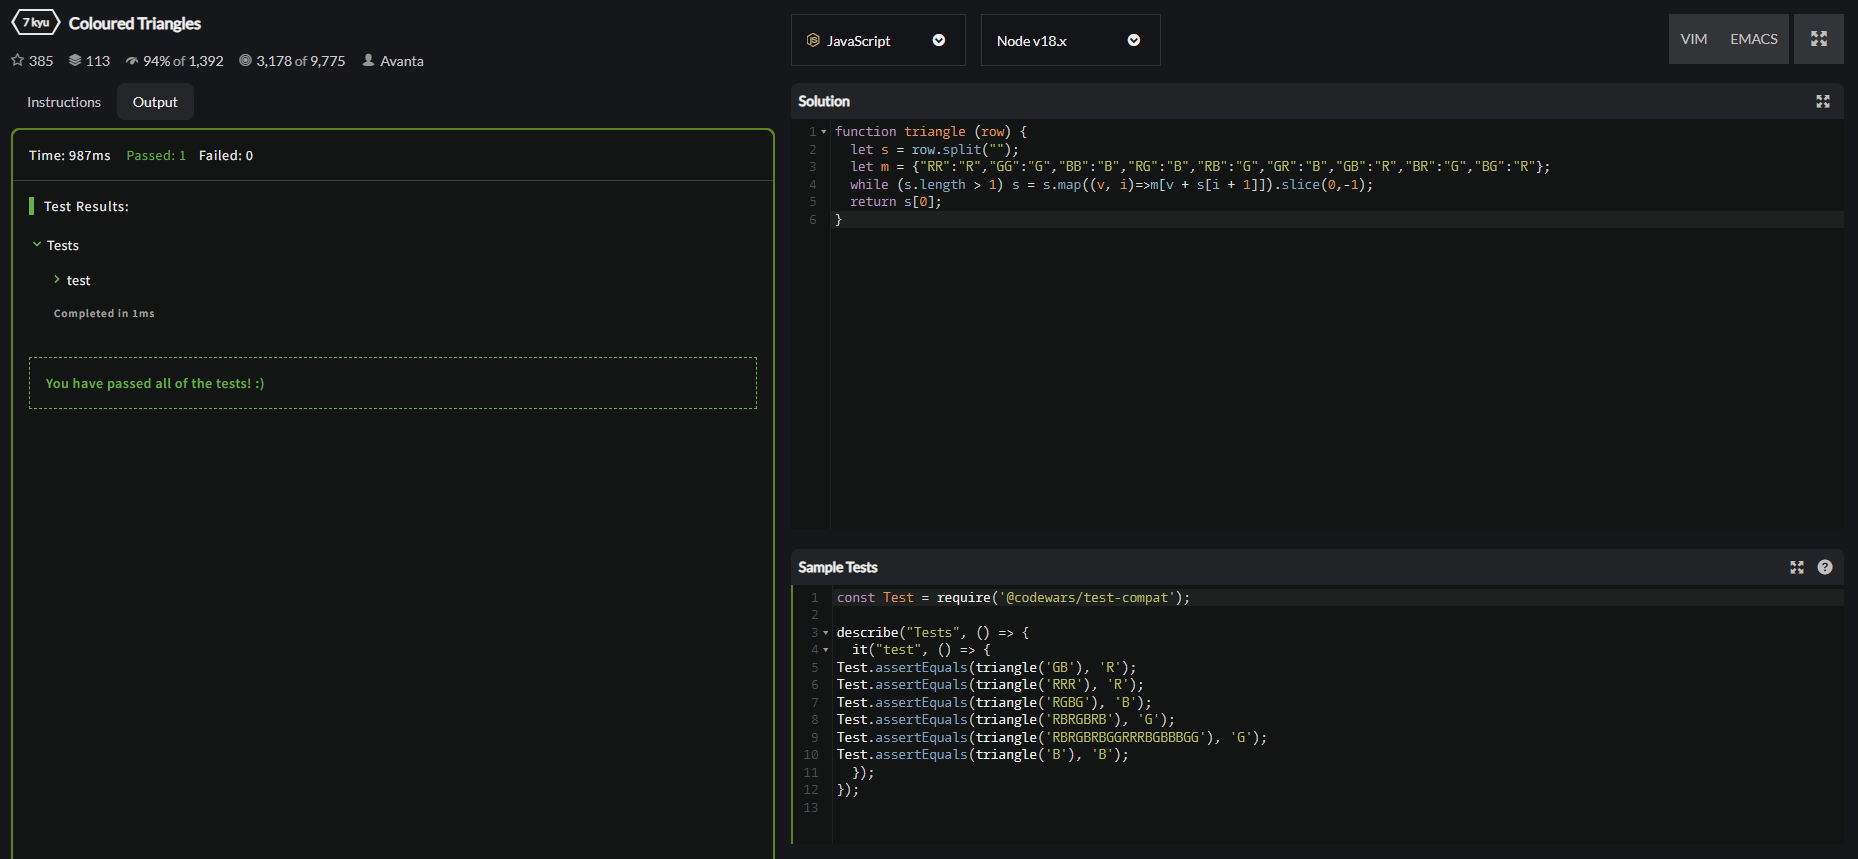 7 kyu Coloured Triangles
385 113 94% of 1,392 3,178 of 9,775 Avanta
Instructions Output
Time: 987ms Passed: 1 Failed: 0
Test Results:
Tests
test
Completed in 1ms
You have passed all of the tests! :)
JavaScript Node v18.x VIM EMACS
Solution
1 function triangle (row) {
2 let s = row.split("");
3 let m = {"RR":"R","GG":"G","BB":"B","RG":"B","RB":"G","GR":"B","GB":"R","BR":"G","BG":"R"};
4 while (s.length > 1) s = s.map((v, i)=>m[v + s[i + 1]]).slice(0,-1);
5 return s[0];
6 }
Sample Tests
1 const Test = require('@codewars/test-compat');
2
3 describe("Tests", () => {
4 it("test", () => {
5 Test.assertEquals(triangle('GB'), 'R');
6 Test.assertEquals(triangle('RRR'), 'R');
7 Test.assertEquals(triangle('RGBG'), 'B');
8 Test.assertEquals(triangle('RBRGBRB'), 'G');
9 Test.assertEquals(triangle('RBRGBRBGGRRRBGBBBGG'), 'G');
10 Test.assertEquals(triangle('B'), 'B');
11 });
12 });
13